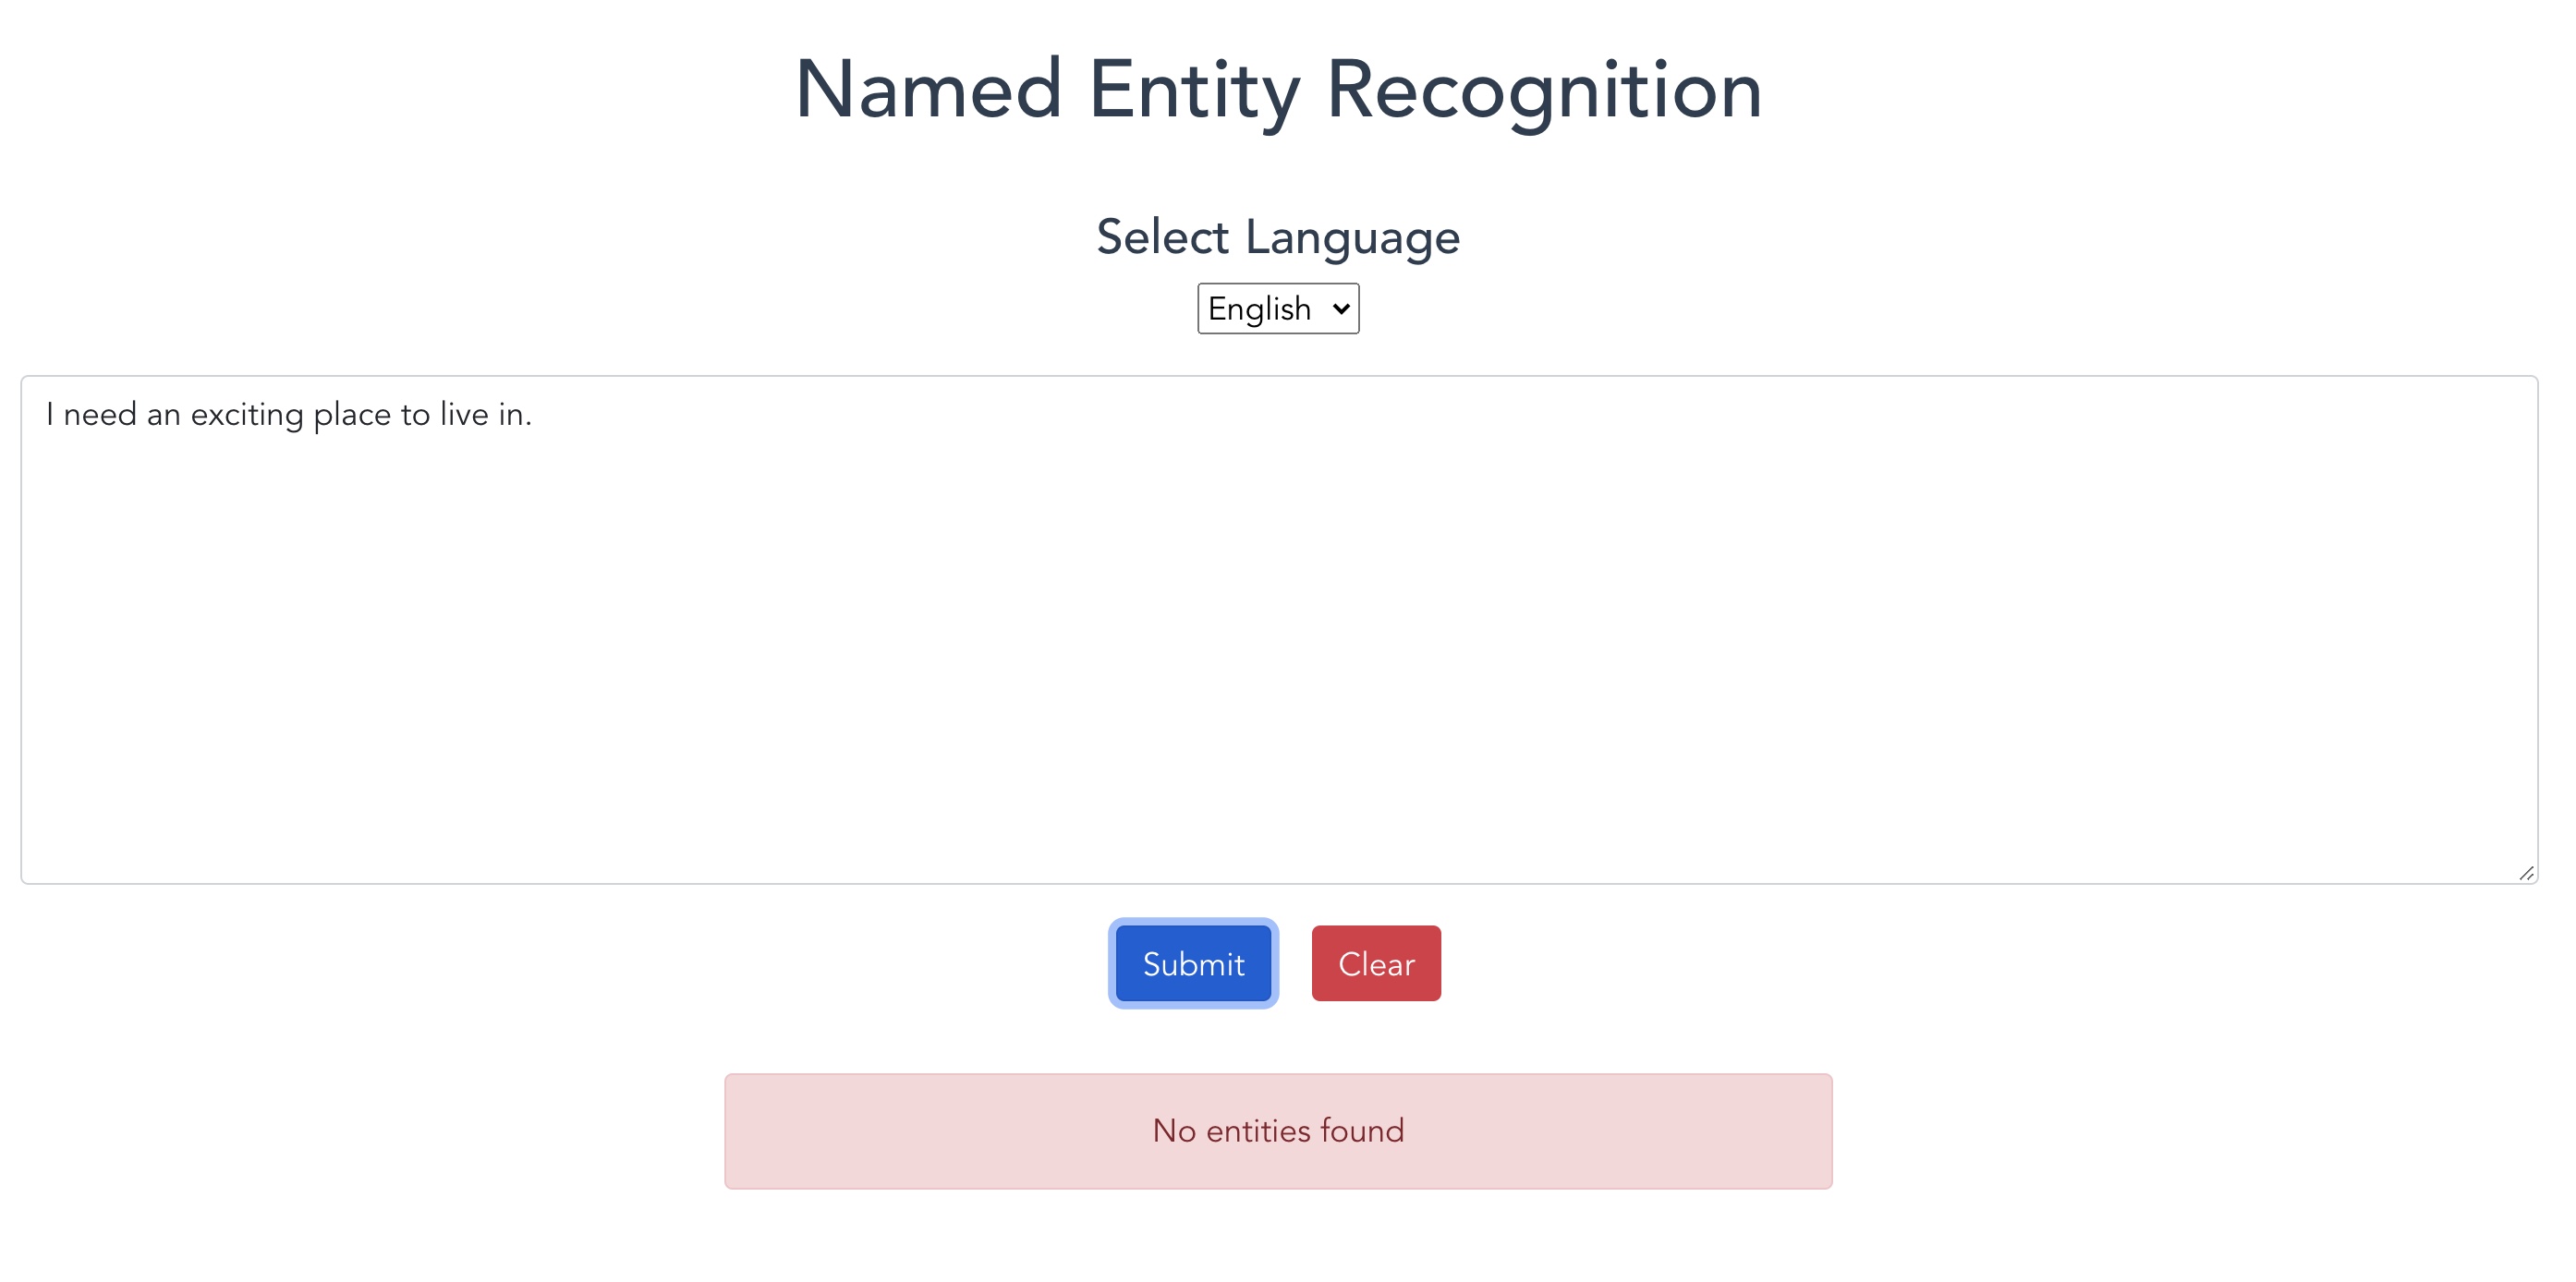 Named Entity Recognition
Select Language
English
I need an exciting place to live in.
Submit Clear
No entities found